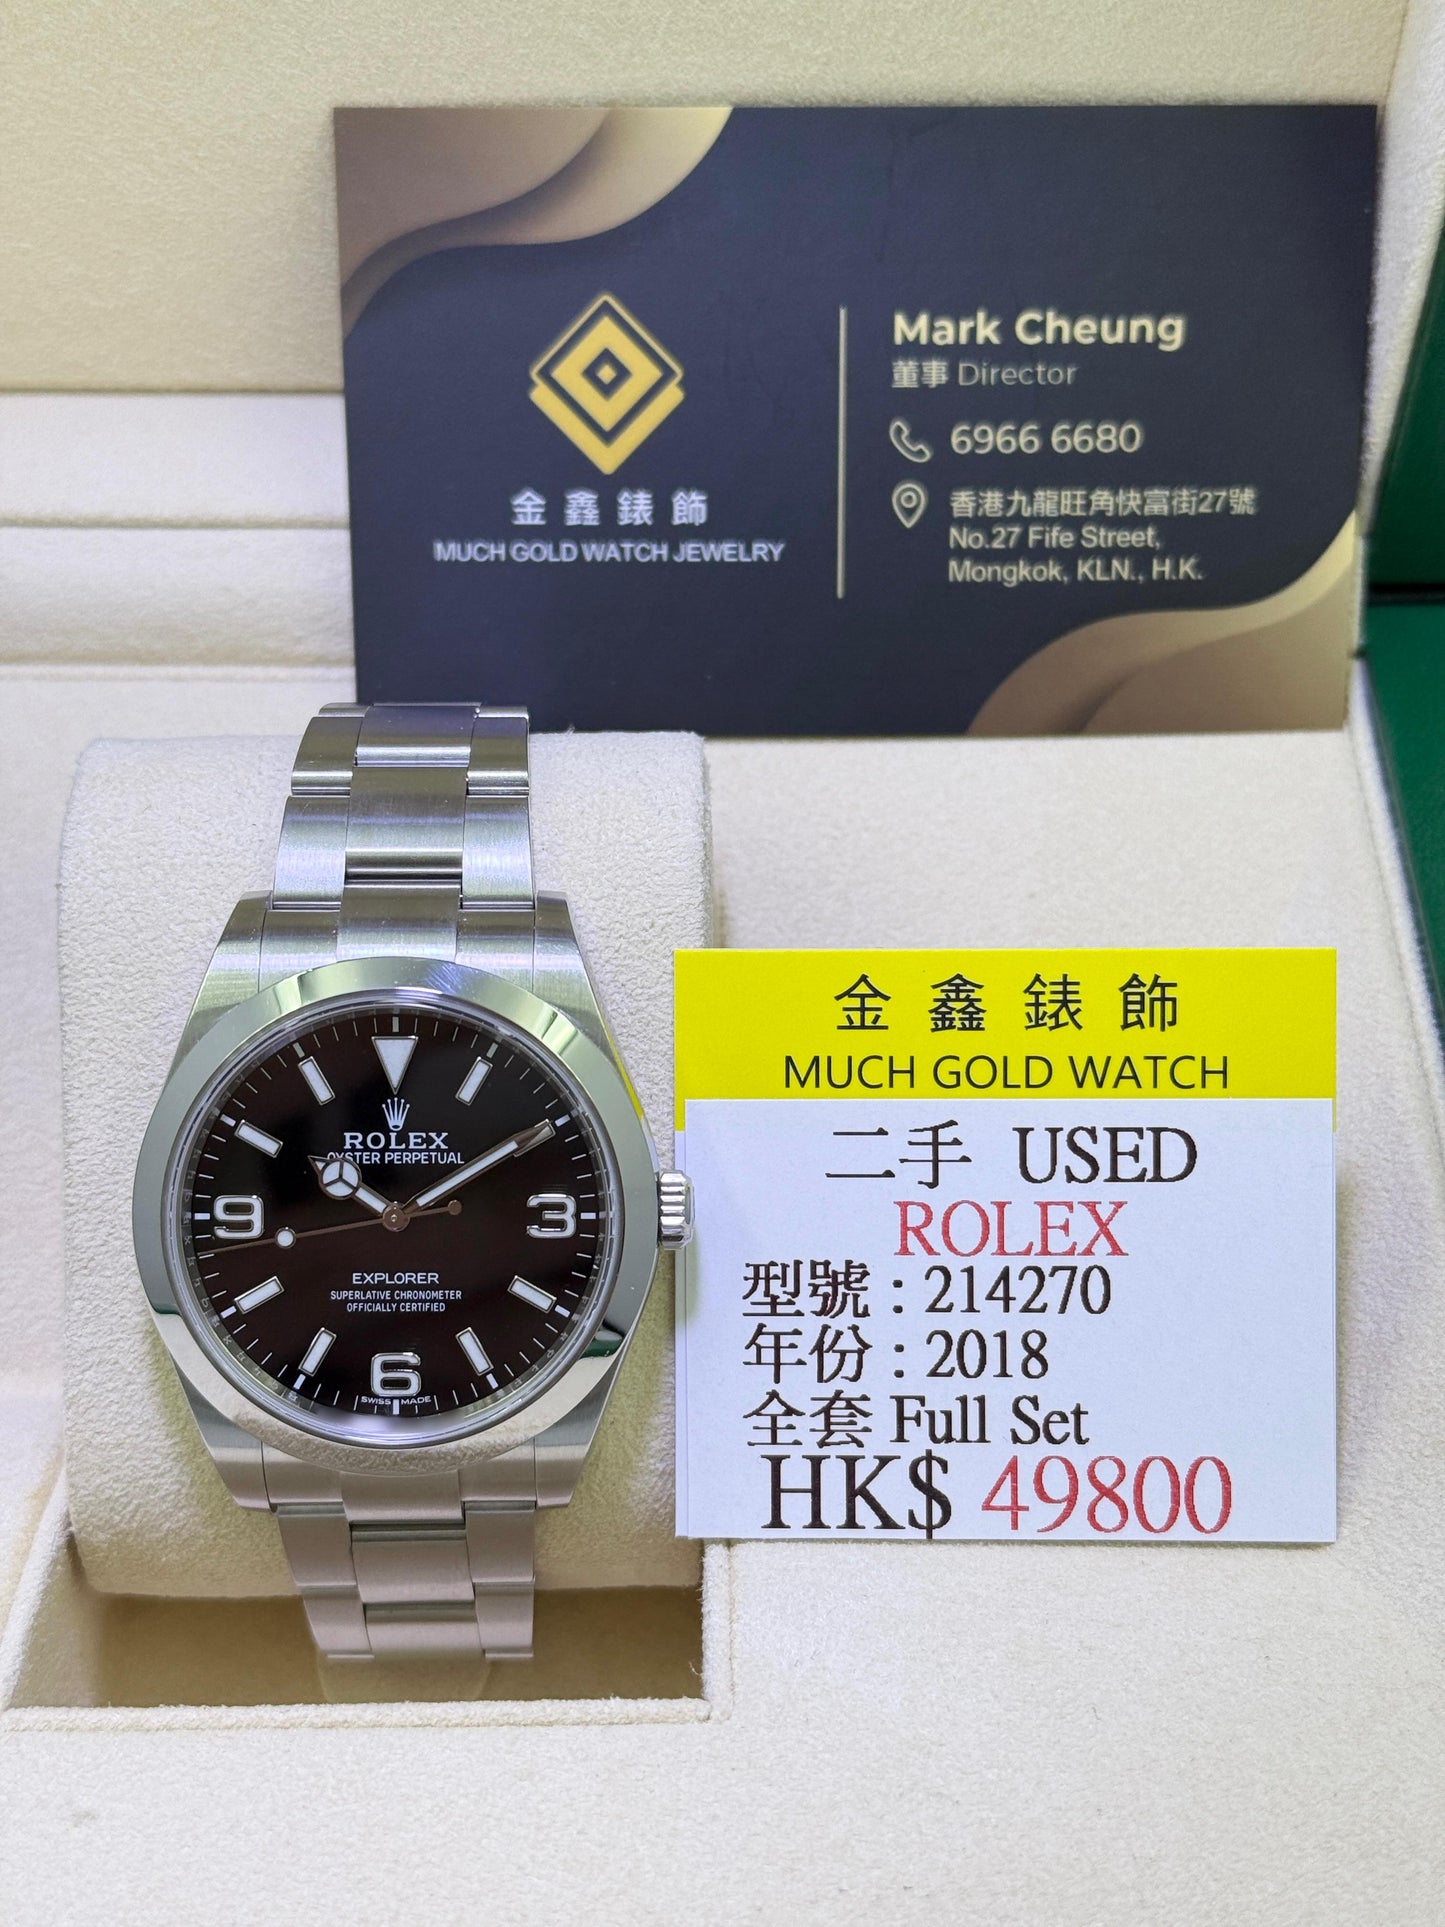 金鑫錶飾
MUCH GOLD WATCH JEWELRY
Mark Cheung
董事 Director
6966 6680
香港九龍旺角快富街27號
No.27 Fife Street,
Mongkok, KLN., H.K.
ROLEX
OYSTER PERPETUAL
9
3
EXPLORER
SUPERLATIVE CHRONOMETER
OFFICIALLY CERTIFIED
6
SWISS MADE
金鑫錶飾
MUCH GOLD WATCH
二手 USED
ROLEX
型號 : 214270
年份 : 2018
全套 Full Set
HK$ 49800